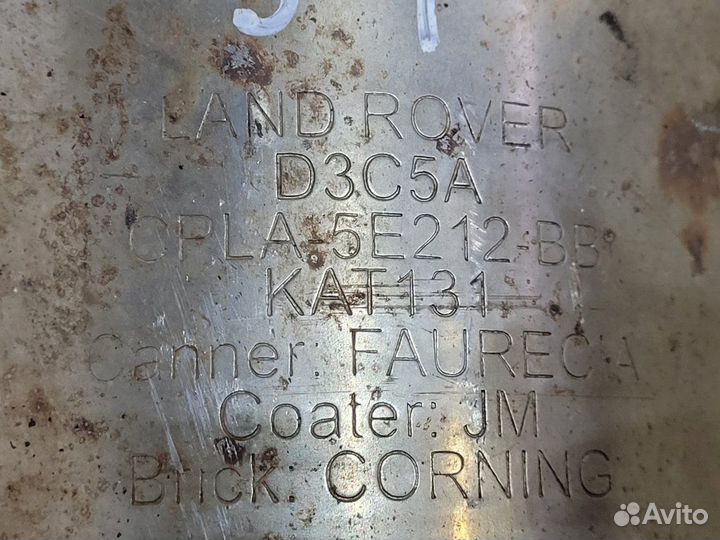 LAND ROVER
D3C5A
CPLA-5E212-BB
KAT131
Canner: FAURECIA
Coater: JM
Brick: CORNING
Avito